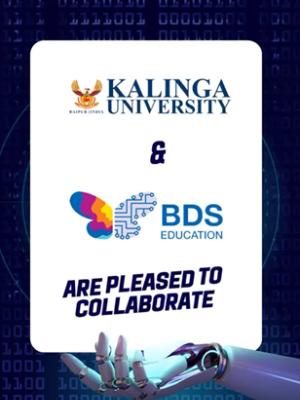 KALINGA
UNIVERSITY
RAIPUR (INDIA)
&
BDS
EDUCATION
ARE PLEASED TO
COLLABORATE